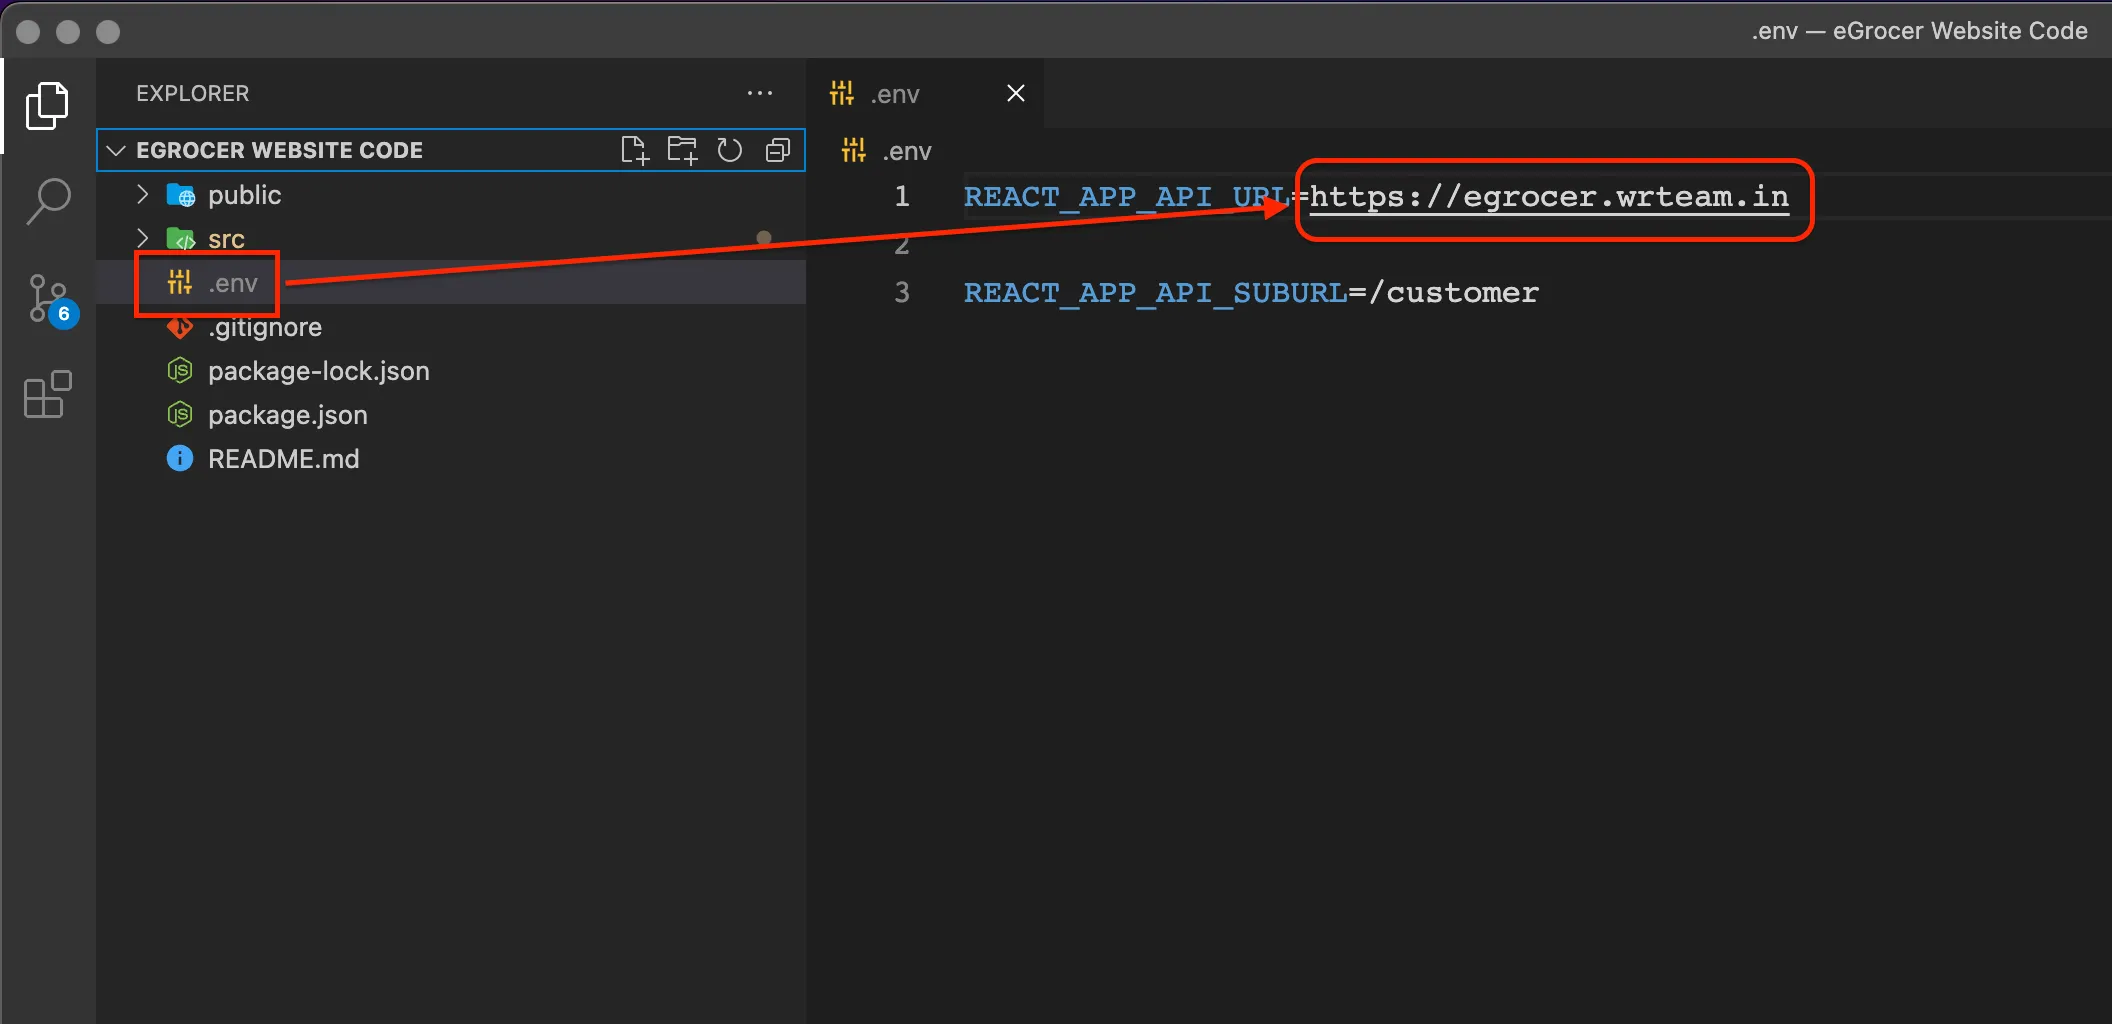 .env — eGrocer Website Code
EXPLORER
EGROCER WEBSITE CODE
public
src
.env
.gitignore
package-lock.json
package.json
README.md
6
.env
.env
1 REACT_APP_API_URL=https://egrocer.wrteam.in
2
3 REACT_APP_API_SUBURL=/customer